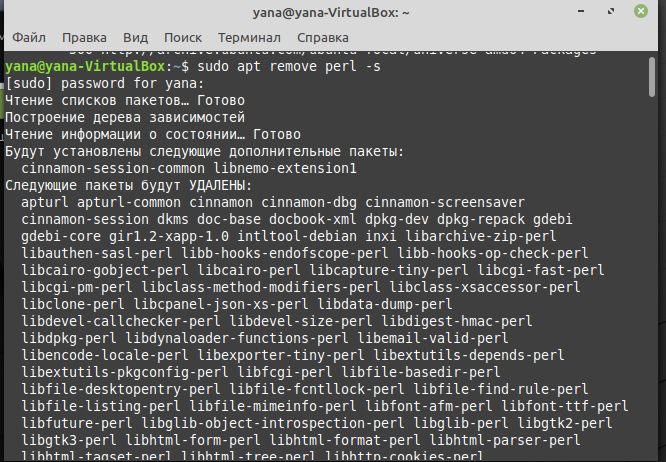 yana@yana-VirtualBox: ~
Файл Правка Вид Поиск Терминал Справка
500 http://archive.ubuntu.com/ubuntu focal/universe amd64 Packages
yana@yana-VirtualBox:~$ sudo apt remove perl -s
[sudo] password for yana:
Чтение списков пакетов… Готово
Построение дерева зависимостей
Чтение информации о состоянии… Готово
Будут установлены следующие дополнительные пакеты:
cinnamon-session-common libnemo-extension1
Следующие пакеты будут УДАЛЕНЫ:
apturl apturl-common cinnamon cinnamon-dbg cinnamon-screensaver
cinnamon-session dkms doc-base docbook-xml dpkg-dev dpkg-repack gdebi
gdebi-core gir1.2-xapp-1.0 intltool-debian inxi libarchive-zip-perl
libauthen-sasl-perl libb-hooks-endofscope-perl libb-hooks-op-check-perl
libcairo-gobject-perl libcairo-perl libcapture-tiny-perl libcgi-fast-perl
libcgi-pm-perl libclass-method-modifiers-perl libclass-xsaccessor-perl
libclone-perl libcpanel-json-xs-perl libdata-dump-perl
libdevel-callchecker-perl libdevel-size-perl libdigest-hmac-perl
libdpkg-perl libdynaloader-functions-perl libemail-valid-perl
libencode-locale-perl libexporter-tiny-perl libextutils-depends-perl
libextutils-pkgconfig-perl libfcgi-perl libfile-basedir-perl
libfile-desktopentry-perl libfile-fcntllock-perl libfile-find-rule-perl
libfile-listing-perl libfile-mimeinfo-perl libfont-afm-perl libfont-ttf-perl
libfuture-perl libglib-object-introspection-perl libglib-perl libgtk2-perl
libgtk3-perl libhtml-form-perl libhtml-format-perl libhtml-parser-perl
libhtml-tagset-perl libhtml-tree-perl libhttp-cookies-perl